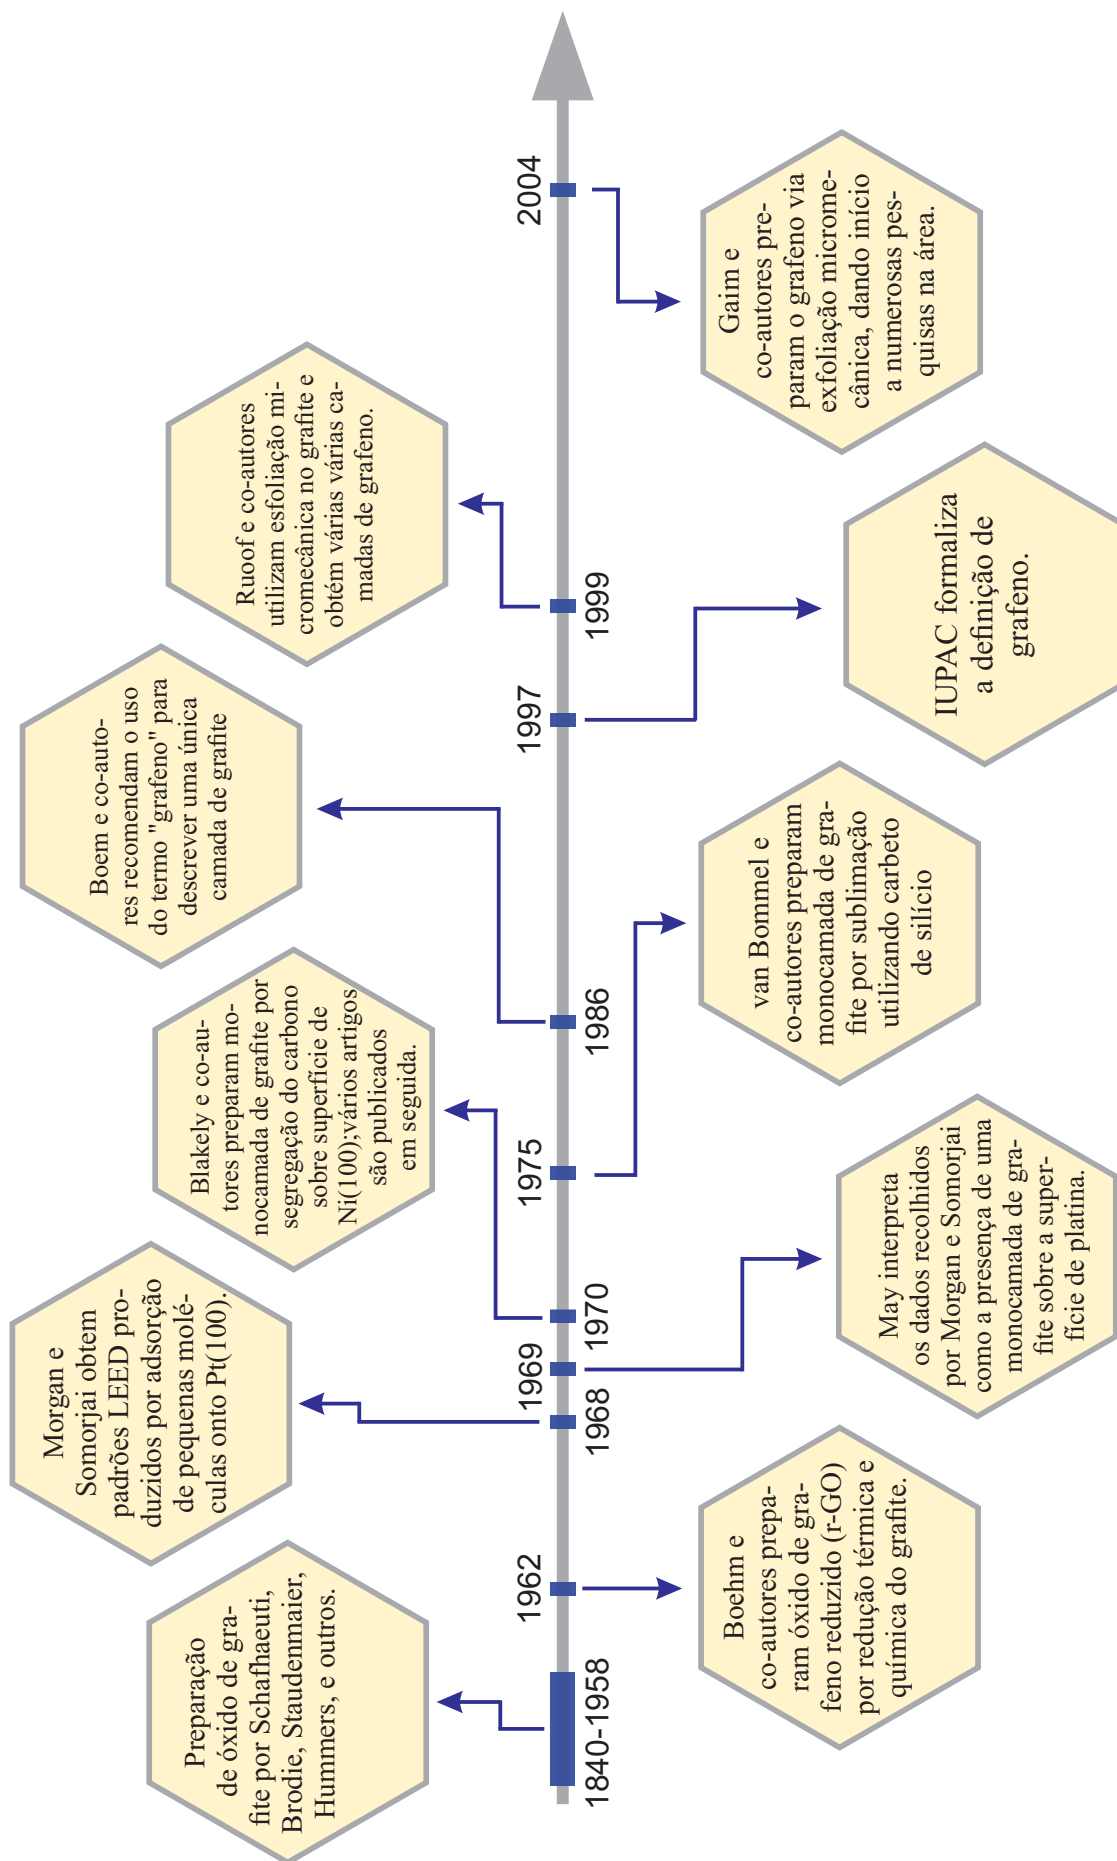 Preparação
de óxido de gra-
fite por Schafhaeuti,
Brodie, Staudenmaier,
Hummers, e outros.
1840-1958
1962
Boehm e
co-autores prepa-
ram óxido de gra-
feno reduzido (r-GO)
por redução térmica e
química do grafite.
Morgan e
Somorjai obtem
padrões LEED pro-
duzidos por adsorção
de pequenas molé-
culas onto Pt(100).
1968
1969
May interpreta
os dados recolhidos
por Morgan e Somorjai
como a presença de uma
monocamada de gra-
fite sobre a super-
fície de platina.
Blakely e co-au-
tores preparam mo-
nocamada de grafite por
segregação do carbono
sobre superfície de
Ni(100);vários artigos
são publicados
em seguida.
1970
1975
van Bommel e
co-autores preparam
monocamada de gra-
fite por sublimação
utilizando carbeto
de silício
Boem e co-auto-
res recomendam o uso
do termo "grafeno" para
descrever uma única
camada de grafite
1986
1997
IUPAC formaliza
a definição de
grafeno.
Ruoof e co-autores
utilizam esfoliação mi-
cromecânica no grafite e
obtém várias várias ca-
madas de grafeno.
1999
2004
Gaim e
co-autores pre-
param o grafeno via
exfoliação microme-
cânica, dando início
a numerosas pes-
quisas na área.